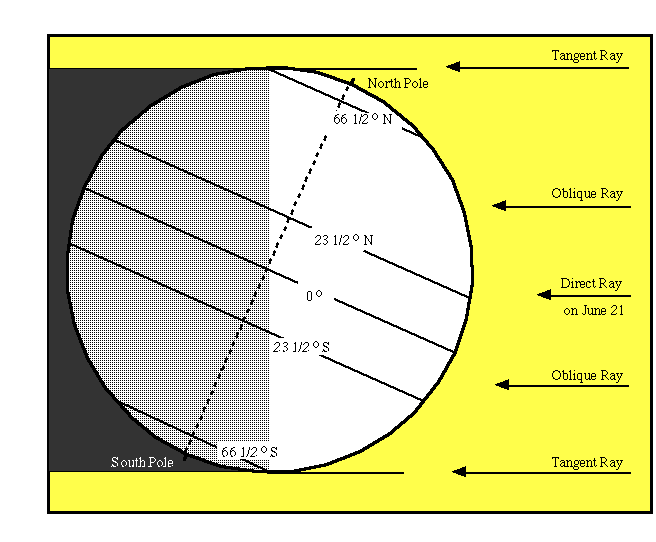 Tangent Ray
North Pole
66 1/2 º N
Oblique Ray
23 1/2 º N
Direct Ray
0 º
on June 21
23 1/2 º S
Oblique Ray
66 1/2 º S
South Pole
Tangent Ray